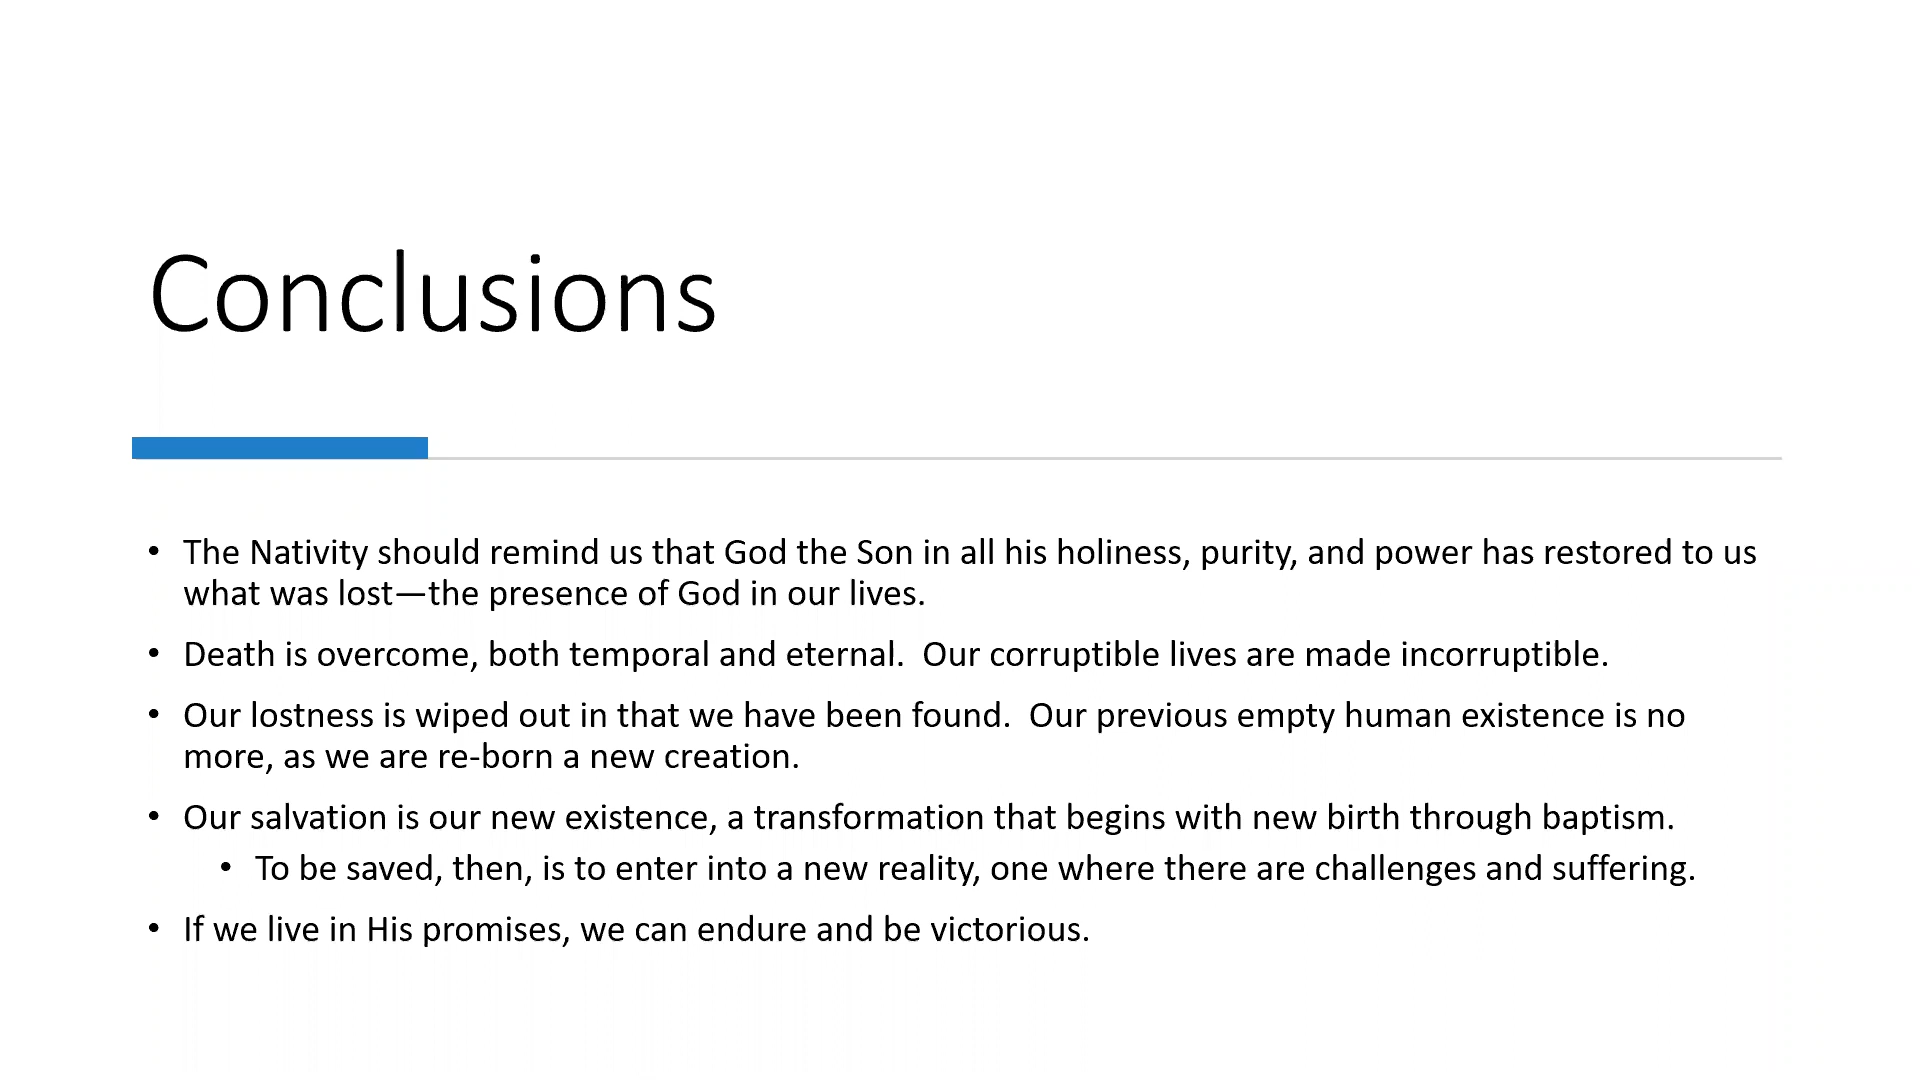 Conclusions
• The Nativity should remind us that God the Son in all his holiness, purity, and power has restored to us
what was lost—the presence of God in our lives.
• Death is overcome, both temporal and eternal.  Our corruptible lives are made incorruptible.
• Our lostness is wiped out in that we have been found.  Our previous empty human existence is no
more, as we are re-born a new creation.
• Our salvation is our new existence, a transformation that begins with new birth through baptism.
• To be saved, then, is to enter into a new reality, one where there are challenges and suffering.
• If we live in His promises, we can endure and be victorious.